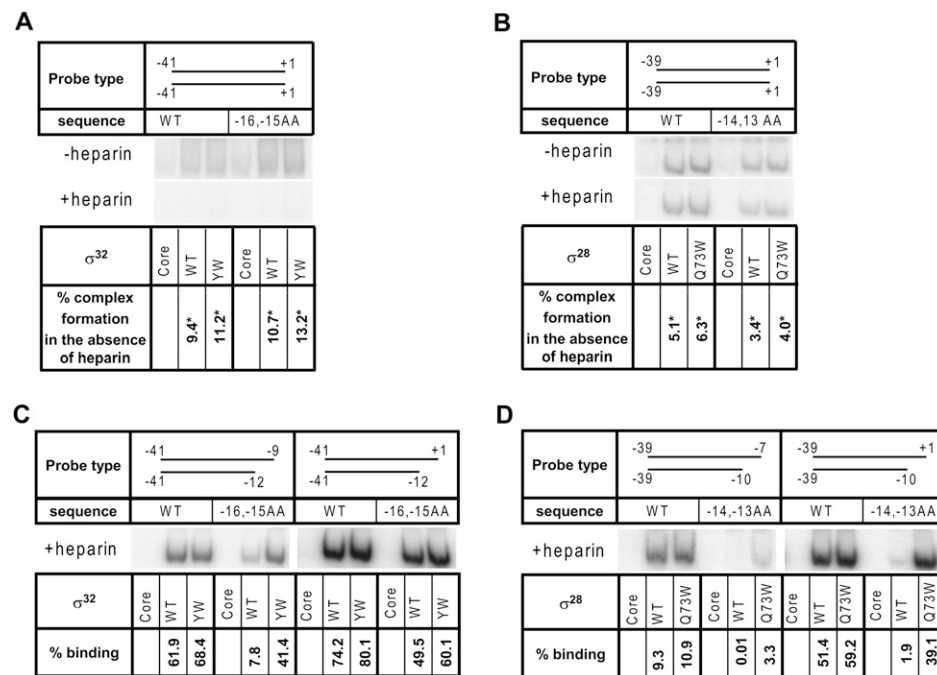 A
Probe type
-41 +1
-41 +1
sequence WT -16,-15AA
-heparin
+heparin
σ32 Core WT YW Core WT YW
% complex
formation
in the absence
of heparin
9.4* 11.2* 10.7* 13.2*
B
Probe type
-39 +1
-39 +1
sequence WT -14,13 AA
-heparin
+heparin
σ28 Core WT Q73W Core WT Q73W
% complex
formation
in the absence
of heparin
5.1* 6.3* 3.4* 4.0*
C
Probe type
-41 -9 -41 +1
-41 -12 -41 -12
sequence WT -16,-15AA WT -16,-15AA
+heparin
σ32 Core WT YW Core WT YW Core WT YW Core WT YW
% binding 61.9 68.4 7.8 41.4 74.2 80.1 49.5 60.1
D
Probe type
-39 -7 -39 +1
-39 -10 -39 -10
sequence WT -14,-13AA WT -14,-13AA
+heparin
σ28 Core WT Q73W Core WT Q73W Core WT Q73W Core WT Q73W
% binding 9.3 10.9 0.01 3.3 51.4 59.2 1.9 39.1